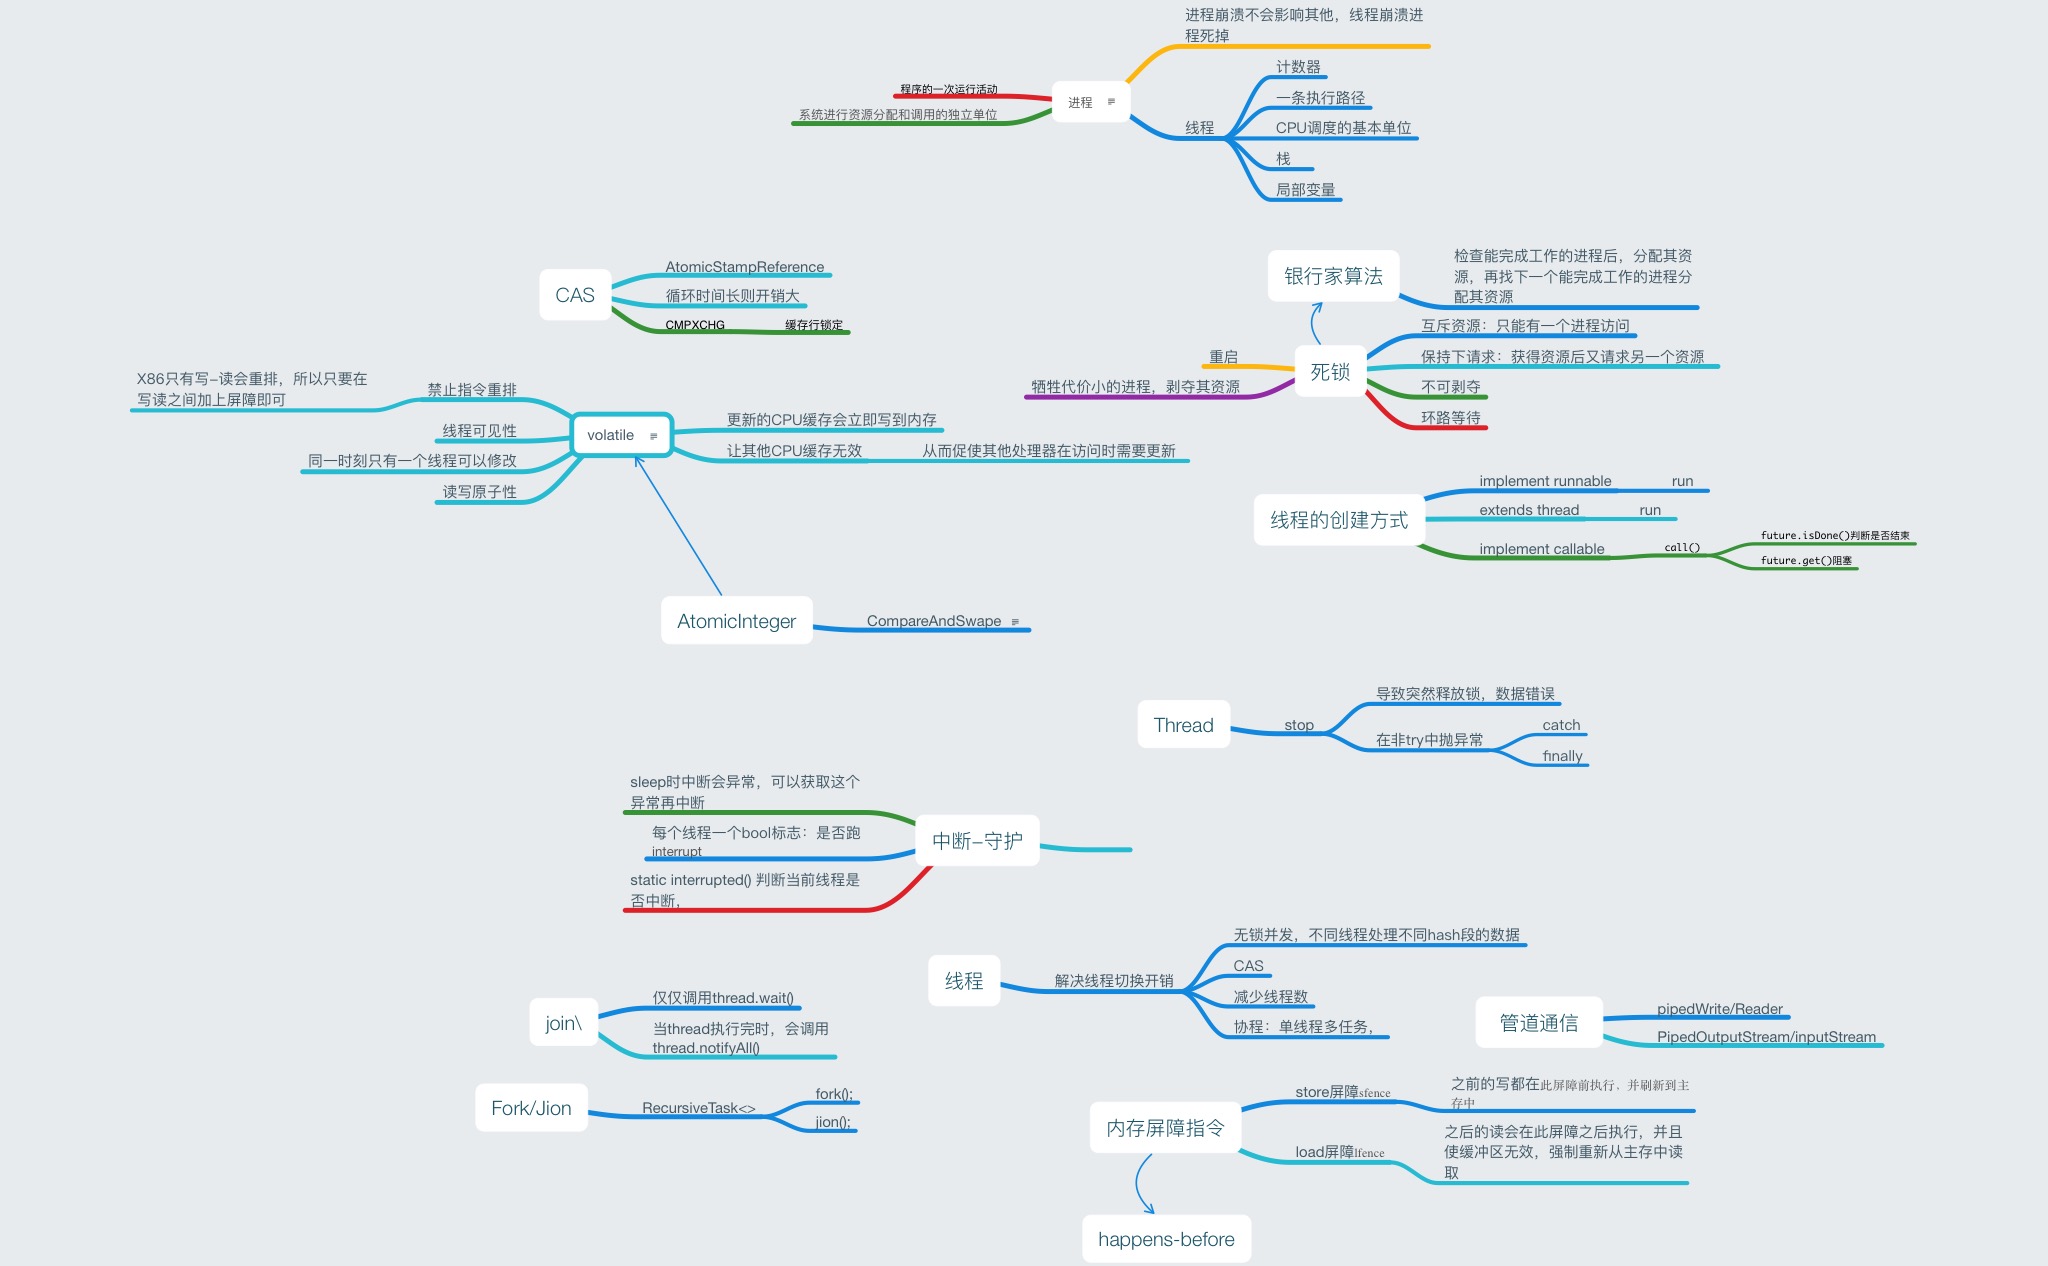 进程崩溃不会影响其他，线程崩溃进
程死掉
程序的一次运行活动
系统进行资源分配和调用的独立单位
进程
线程
计数器
一条执行路径
CPU调度的基本单位
栈
局部变量
CAS
AtomicStampReference
循环时间长则开销大
CMPXCHG
缓存行锁定
银行家算法
检查能完成工作的进程后，分配其资
源，再找下一个能完成工作的进程分
配其资源
死锁
重启
牺牲代价小的进程，剥夺其资源
互斥资源：只能有一个进程访问
保持下请求：获得资源后又请求另一个资源
不可剥夺
环路等待
X86只有写-读会重排，所以只要在
写读之间加上屏障即可
禁止指令重排
线程可见性
同一时刻只有一个线程可以修改
读写原子性
volatile
更新的CPU缓存会立即写到内存
让其他CPU缓存无效
从而促使其他处理器在访问时需要更新
线程的创建方式
implement runnable
run
extends thread
run
implement callable
call()
future.isDone()判断是否结束
future.get()阻塞
AtomicInteger
CompareAndSwape
Thread
stop
导致突然释放锁，数据错误
在非try中抛异常
catch
finally
sleep时中断会异常，可以获取这个
异常再中断
每个线程一个bool标志：是否跑
interrupt
static interrupted() 判断当前线程是
否中断，
中断-守护
线程
解决线程切换开销
无锁并发，不同线程处理不同hash段的数据
CAS
减少线程数
协程：单线程多任务，
join\
仅仅调用thread.wait()
当thread执行完时，会调用
thread.notifyAll()
管道通信
pipedWrite/Reader
PipedOutputStream/inputStream
Fork/Jion
RecursiveTask<>
fork();
jion();
内存屏障指令
store屏障sfence
之前的写都在此屏障前执行．并刷新到主
存中
load屏障lfence
之后的读会在此屏障之后执行，并且
使缓冲区无效，强制重新从主存中读
取
happens-before